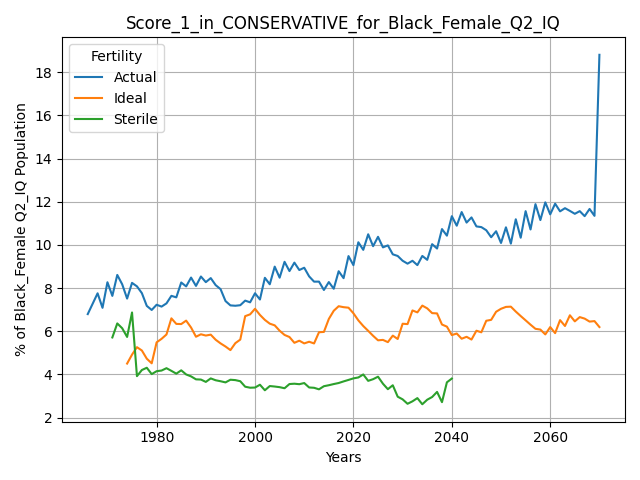 Score_1_in_CONSERVATIVE_for_Black_Female_Q2_IQ
% of Black_Female Q2_IQ Population
18
16
14
12
10
8
6
4
2
Fertility
Actual
Ideal
Sterile
1980
2000
2020
2040
2060
Years